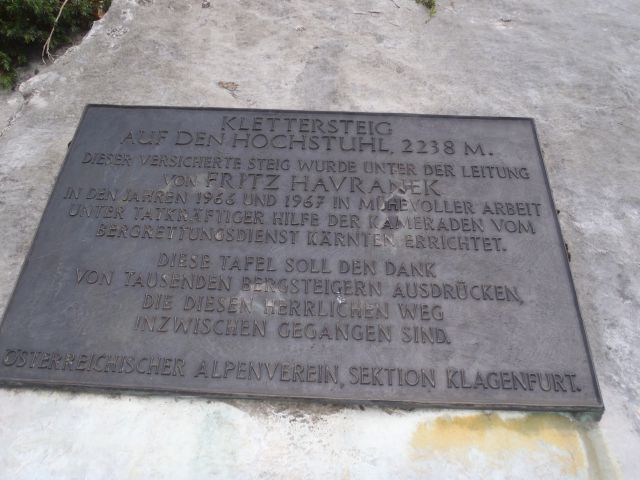 KLETTERSTEIG
AUF DEN HOCHSTUHL, 2238 M.
DIESER VERSICHERTE STEIG WURDE UNTER DER LEITUNG
VON FRITZ HAVRANEK
IN DEN JAHREN 1966 UND 1967 IN MÜHEVOLLER ARBEIT
UNTER TATKRÄFTIGER HILFE DER KAMERADEN VOM
BERGRETTUNGSDIENST KÄRNTEN ERRICHTET.
DIESE TAFEL SOLL DEN DANK
VON TAUSENDEN BERGSTEIGERN AUSDRÜCKEN,
DIE DIESEN HERRLICHEN WEG
INZWISCHEN GEGANGEN SIND.
ÖSTERREICHISCHER ALPENVEREIN, SEKTION KLAGENFURT.